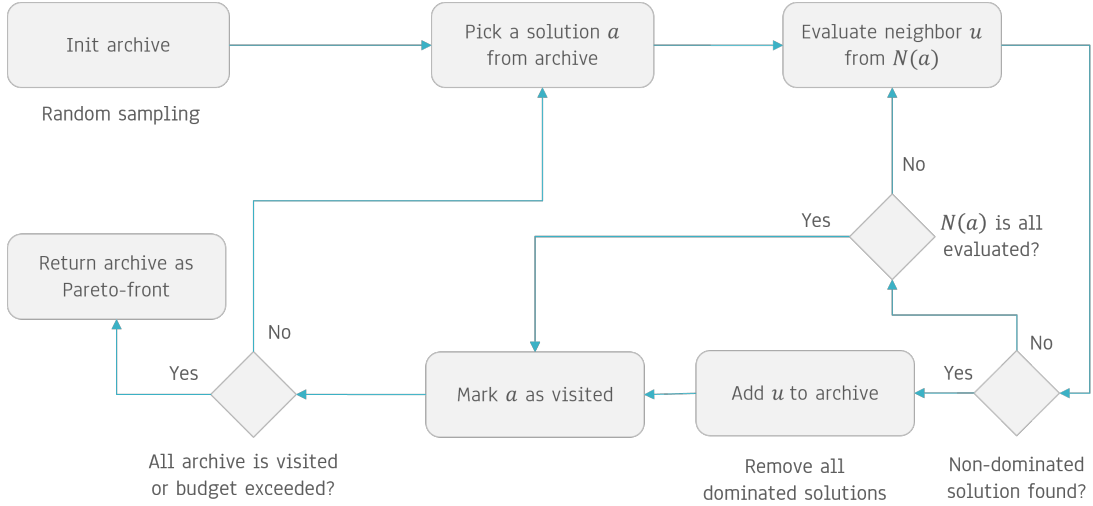 Init archive
Random sampling
Pick a solution a
from archive
Evaluate neighbor u
from N(a)
No
Yes
N(a) is all
evaluated?
Return archive as
Pareto-front
No
Yes
All archive is visited
or budget exceeded?
Mark a as visited
Add u to archive
Remove all
dominated solutions
Yes
No
Non-dominated
solution found?